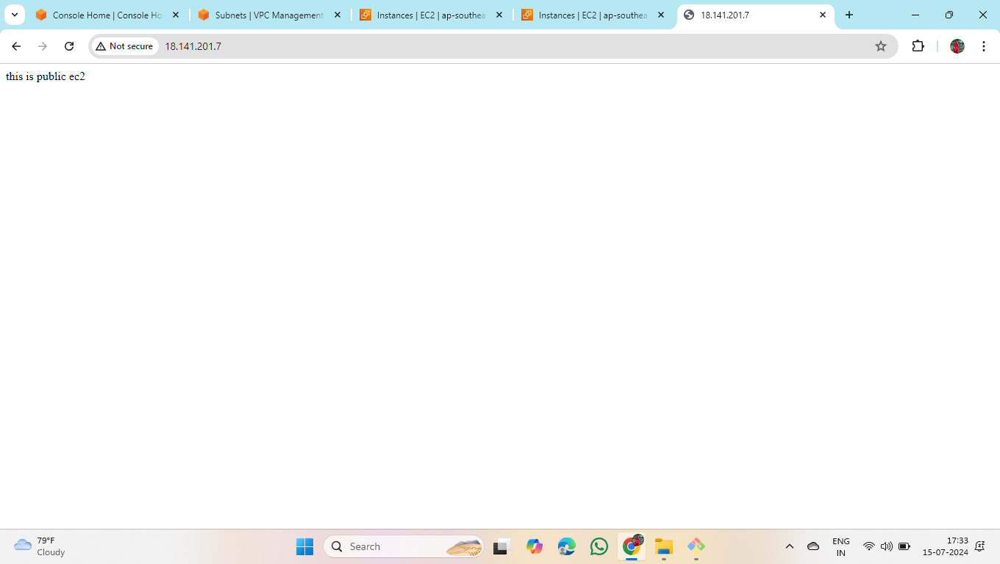 Console Home | Console Ho
Subnets | VPC Management
Instances | EC2 | ap-southea
Instances | EC2 | ap-southea
18.141.201.7
Not secure
18.141.201.7
this is public ec2
79°F
Cloudy
Search
ENG
IN
17:33
15-07-2024